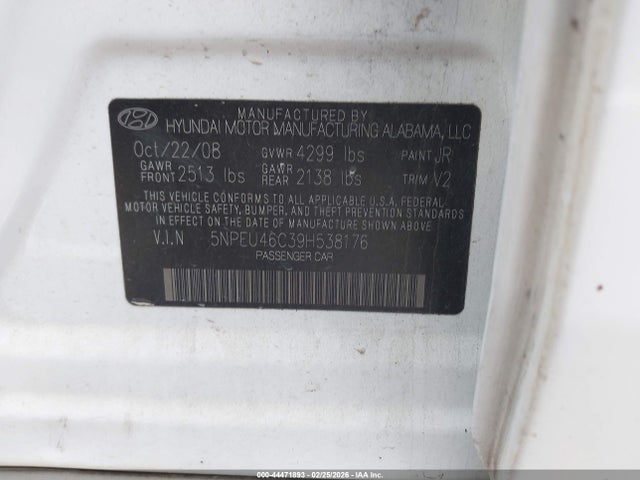 MANUFACTURED BY
HYUNDAI MOTOR MANUFACTURING ALABAMA, LLC
Oct/22/08 GVWR 4299 lbs PAINT JR
GAWR FRONT 2513 lbs GAWR REAR 2138 lbs TRIM V2
THIS VEHICLE CONFORMS TO ALL APPLICABLE U.S.A. FEDERAL
MOTOR VEHICLE SAFETY, BUMPER, AND THEFT PREVENTION STANDARDS
IN EFFECT ON THE DATE OF MANUFACTURE SHOWN ABOVE.
V.I.N 5NPEU46C39H538176
PASSENGER CAR
000-44471893 - 02/25/2026 - © Copyright IAA, LLC